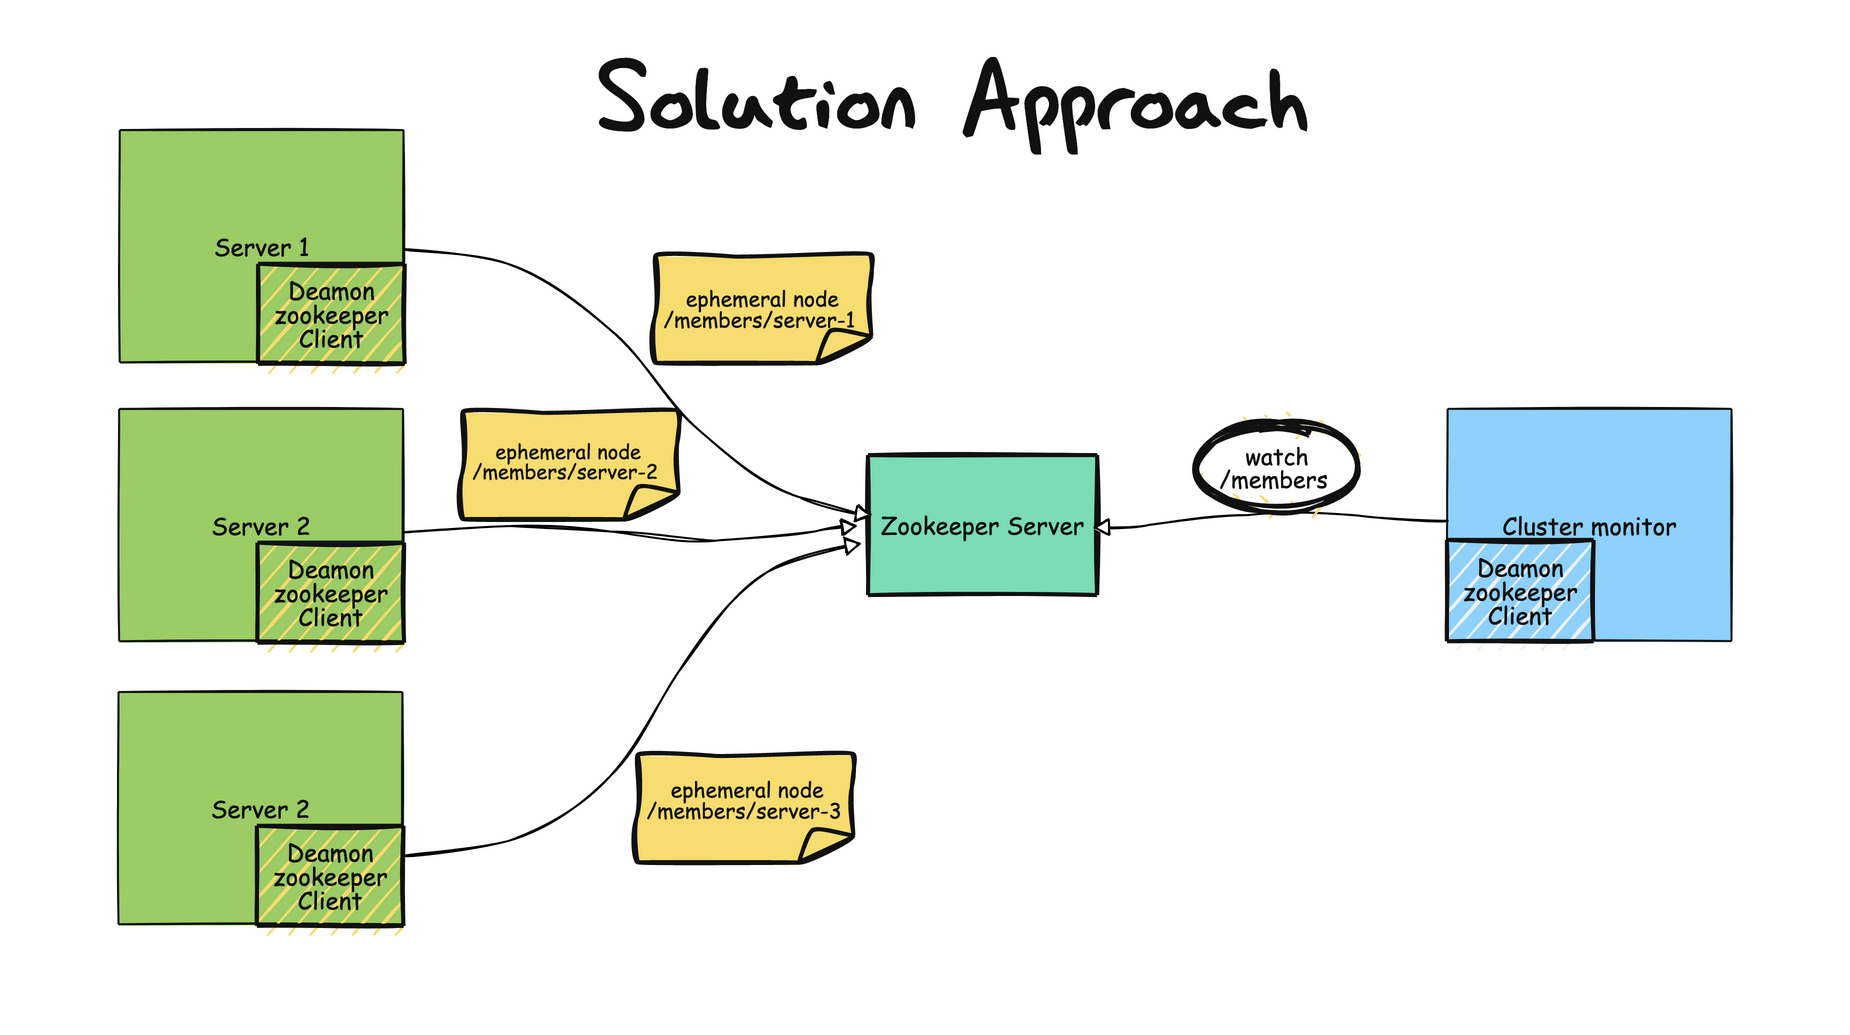 Solution Approach
Server 1
Deamon
zookeeper
Client
ephemeral node
/members/server-1
Server 2
Deamon
zookeeper
Client
ephemeral node
/members/server-2
Server 2
Deamon
zookeeper
Client
ephemeral node
/members/server-3
Zookeeper Server
watch
/members
Cluster monitor
Deamon
zookeeper
Client